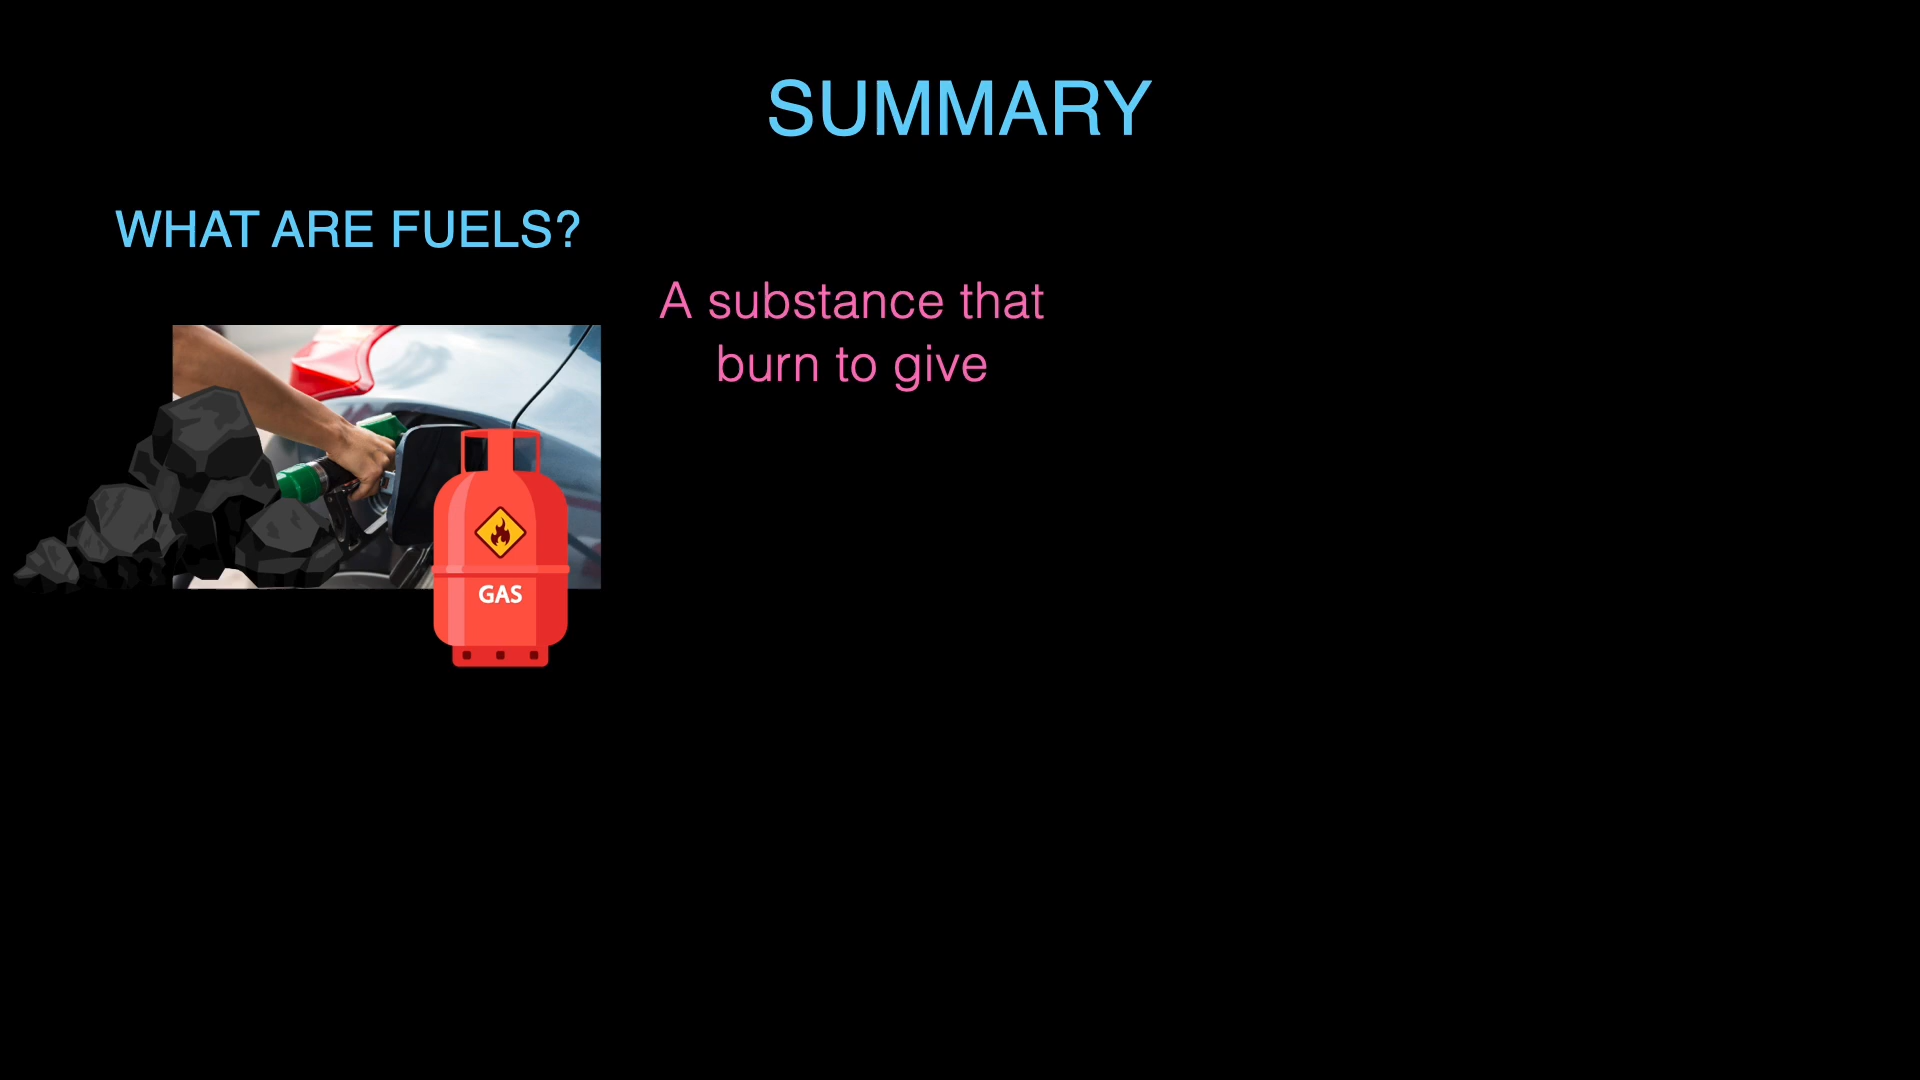 SUMMARY
WHAT ARE FUELS?
A substance that
burn to give
GAS